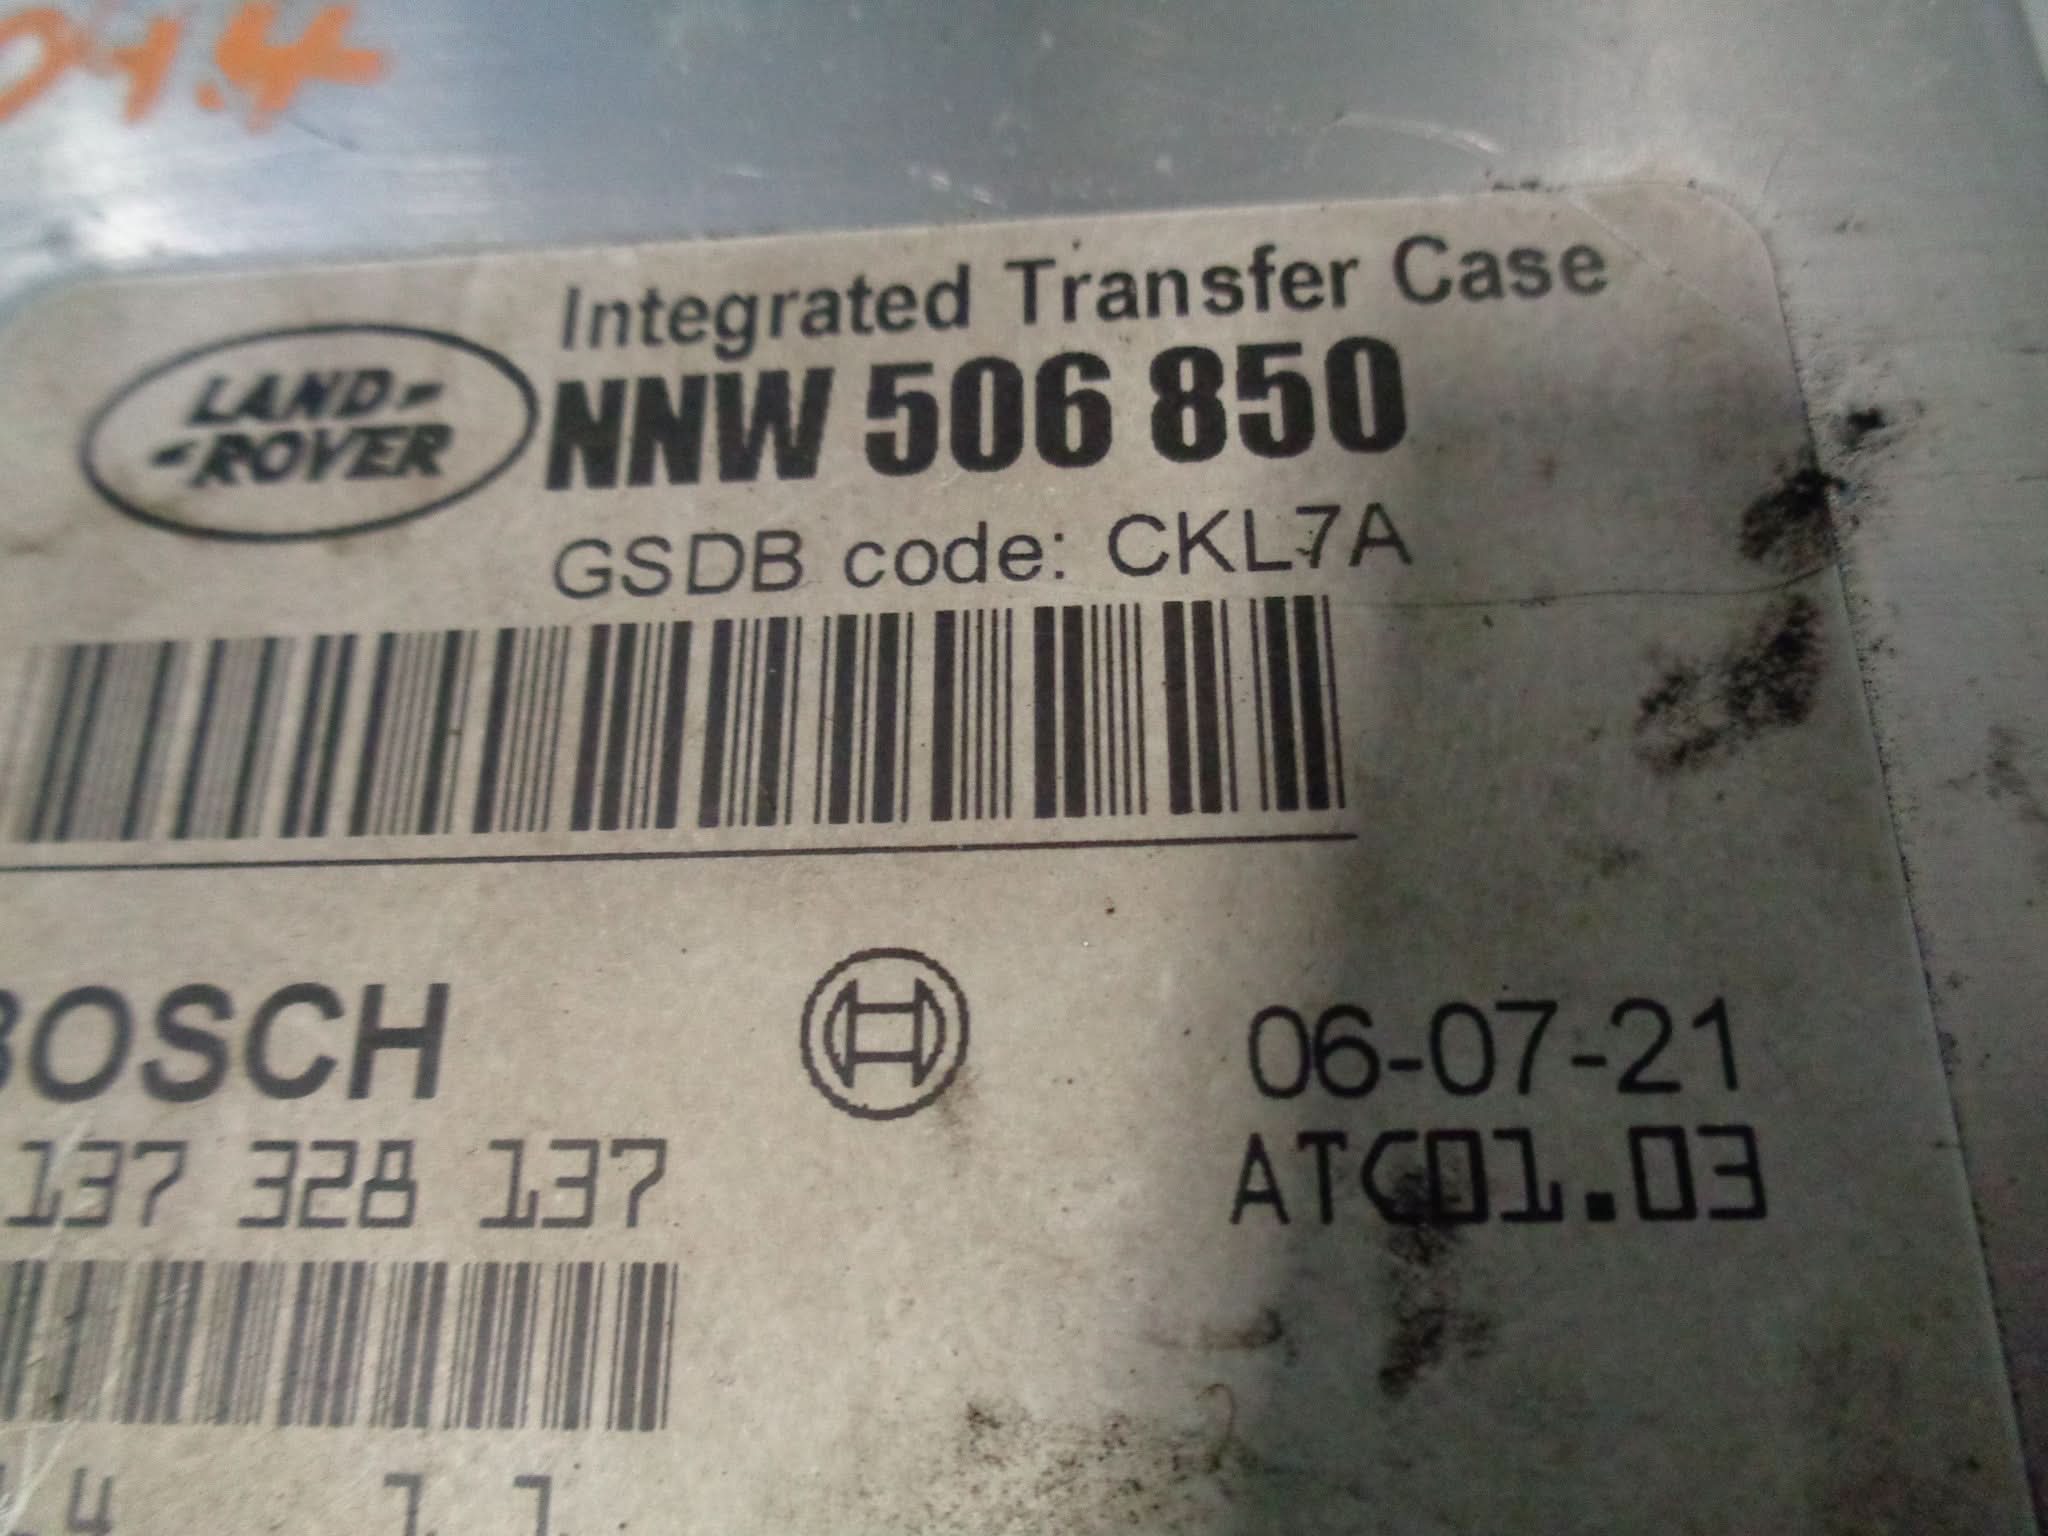 LAND-
-ROVER
Integrated Transfer Case
NNW 506 850
GSDB code: CKL7A
BOSCH
137 328 137
06-07-21
ATC01.03